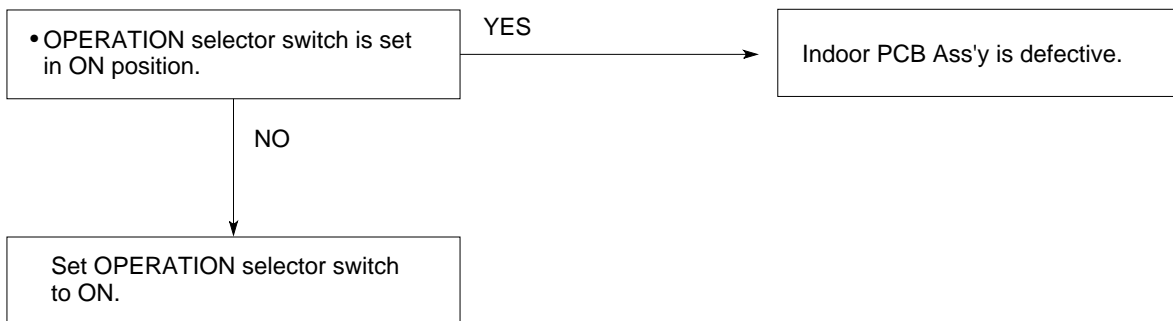 • OPERATION selector switch is set
in ON position.
YES
Indoor PCB Ass'y is defective.
NO
Set OPERATION selector switch
to ON.